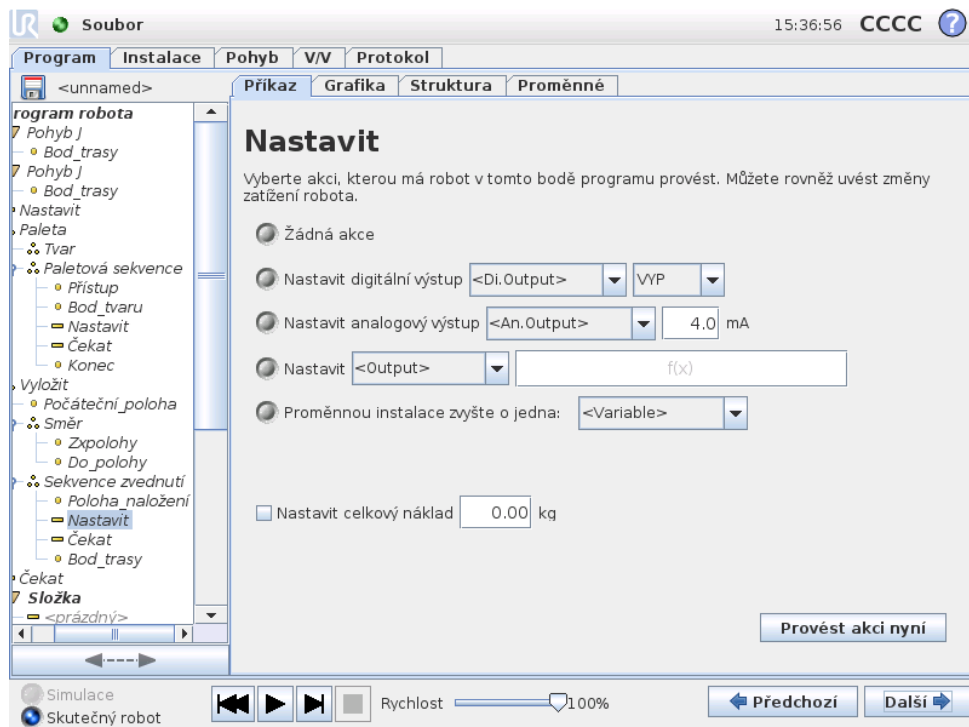 UR Soubor 15:36:56 CCCC ?
Program Instalace Pohyb V/V Protokol
<unnamed>
Příkaz Grafika Struktura Proměnné
rogram robota
Pohyb J
Bod_trasy
Pohyb J
Bod_trasy
Nastavit
Paleta
Tvar
Paletová sekvence
Přístup
Bod_tvaru
Nastavit
Čekat
Konec
Vyložit
Počáteční_poloha
Směr
Zxpolohy
Do_polohy
Sekvence zvednutí
Poloha_naložení
Nastavit
Čekat
Bod_trasy
Čekat
Složka
<prázdný>
Nastavit
Vyberte akci, kterou má robot v tomto bodě programu provést. Můžete rovněž uvést změny
zatížení robota.
Žádná akce
Nastavit digitální výstup <Di.Output> VYP
Nastavit analogový výstup <An.Output> 4.0 mA
Nastavit <Output> f(x)
Proměnnou instalace zvyšte o jedna: <Variable>
Nastavit celkový náklad 0.00 kg
Provést akci nyní
Simulace
Skutečný robot
Rychlost 100%
Předchozí Další